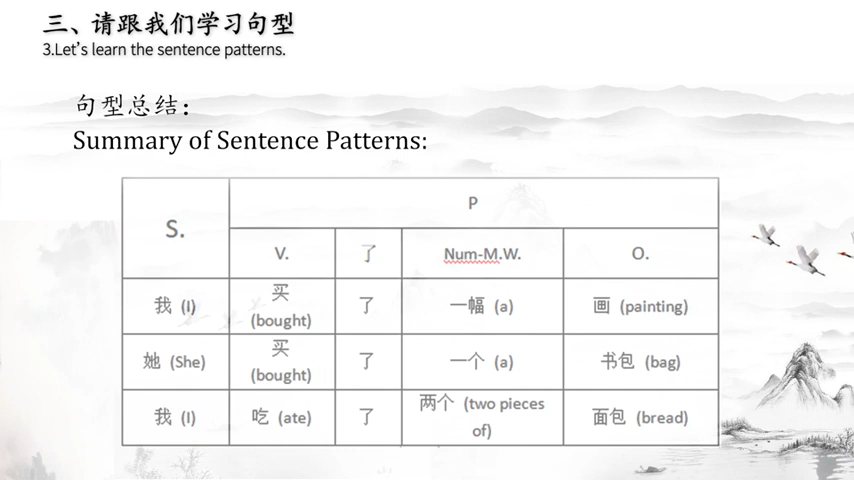 三、请跟我们学习句型
3.Let's learn the sentence patterns.
句型总结：
Summary of Sentence Patterns:
S.
P
V.
了
Num-M.W.
O.
我 (I)
买
(bought)
了
一幅 (a)
画 (painting)
她 (She)
买
(bought)
了
一个 (a)
书包 (bag)
我 (I)
吃 (ate)
了
两个 (two pieces
of)
面包 (bread)